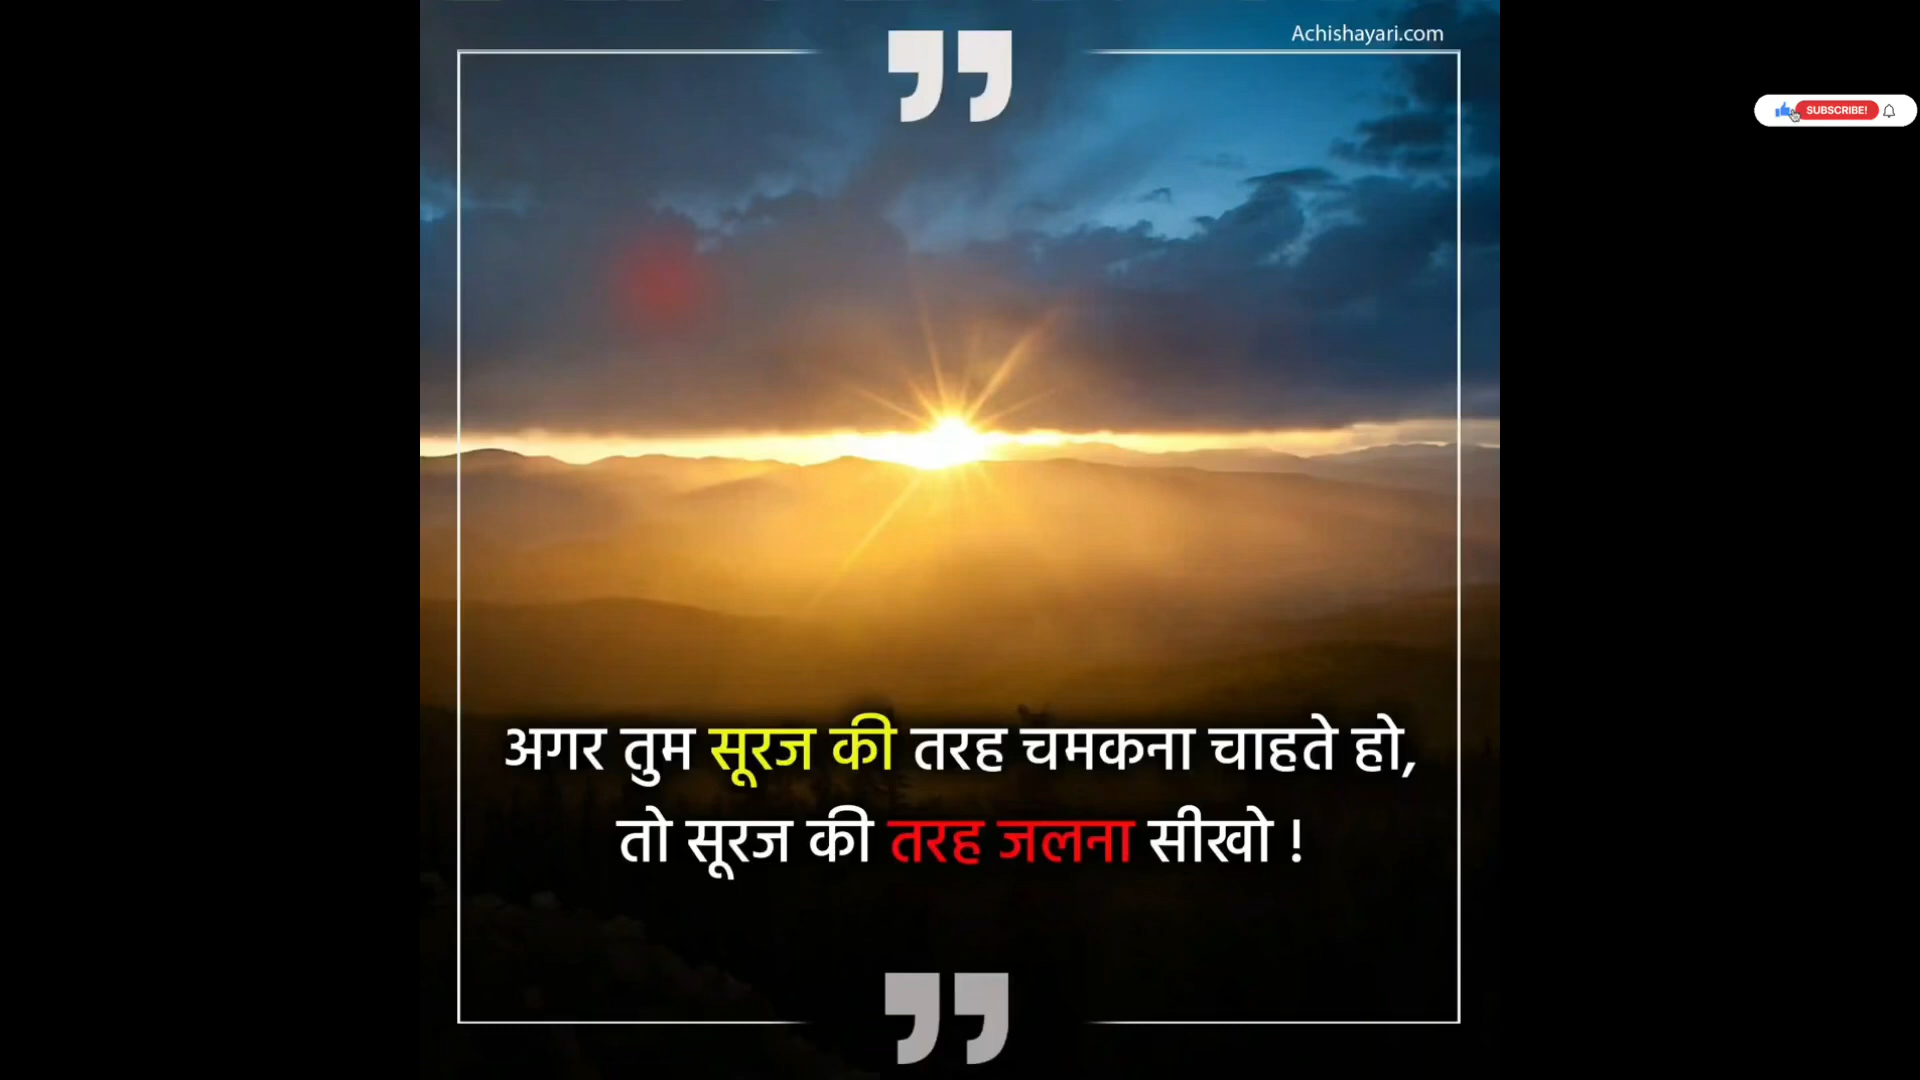 Achishayari.com
SUBSCRIBE!
अगर तुम सूरज की तरह चमकना चाहते हो,
तो सूरज की तरह जलना सीखो !